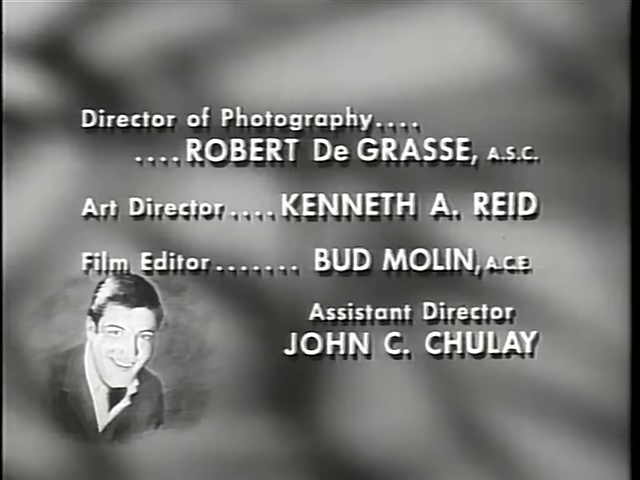 Director of Photography....
....ROBERT De GRASSE, A.S.C.
Art Director....KENNETH A. REID
Film Editor....... BUD MOLIN, A.C.E.
Assistant Director
JOHN C. CHULAY